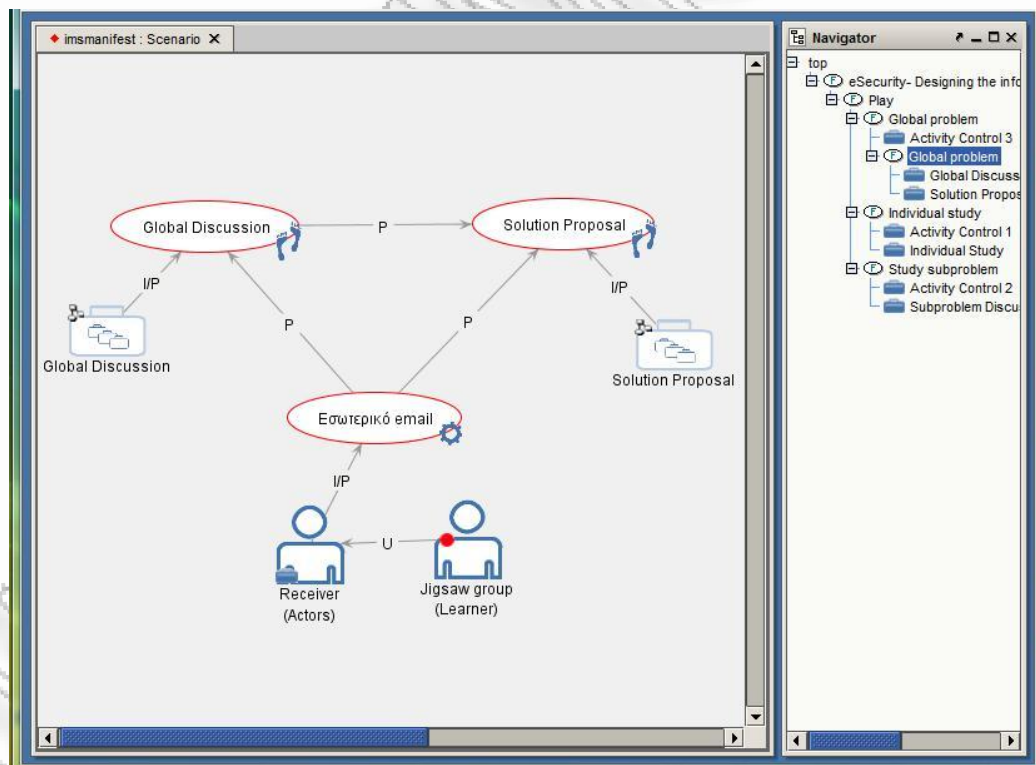 imsmanifest : Scenario
Global Discussion
P
Solution Proposal
I/P
I/P
P
P
Global Discussion
Solution Proposal
Εσωτερικό email
I/P
U
Receiver
(Actors)
Jigsaw group
(Learner)
Navigator
top
eSecurity- Designing the info
Play
Global problem
Activity Control 3
Global problem
Global Discuss
Solution Propos
Individual study
Activity Control 1
Individual Study
Study subproblem
Activity Control 2
Subproblem Discu